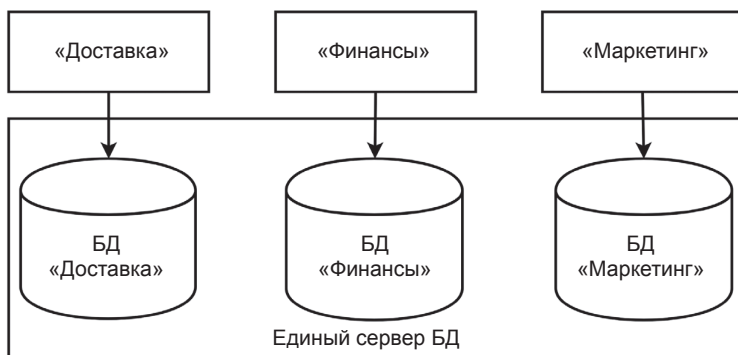 «Доставка»
«Финансы»
«Маркетинг»
БД
«Доставка»
БД
«Финансы»
БД
«Маркетинг»
Единый сервер БД